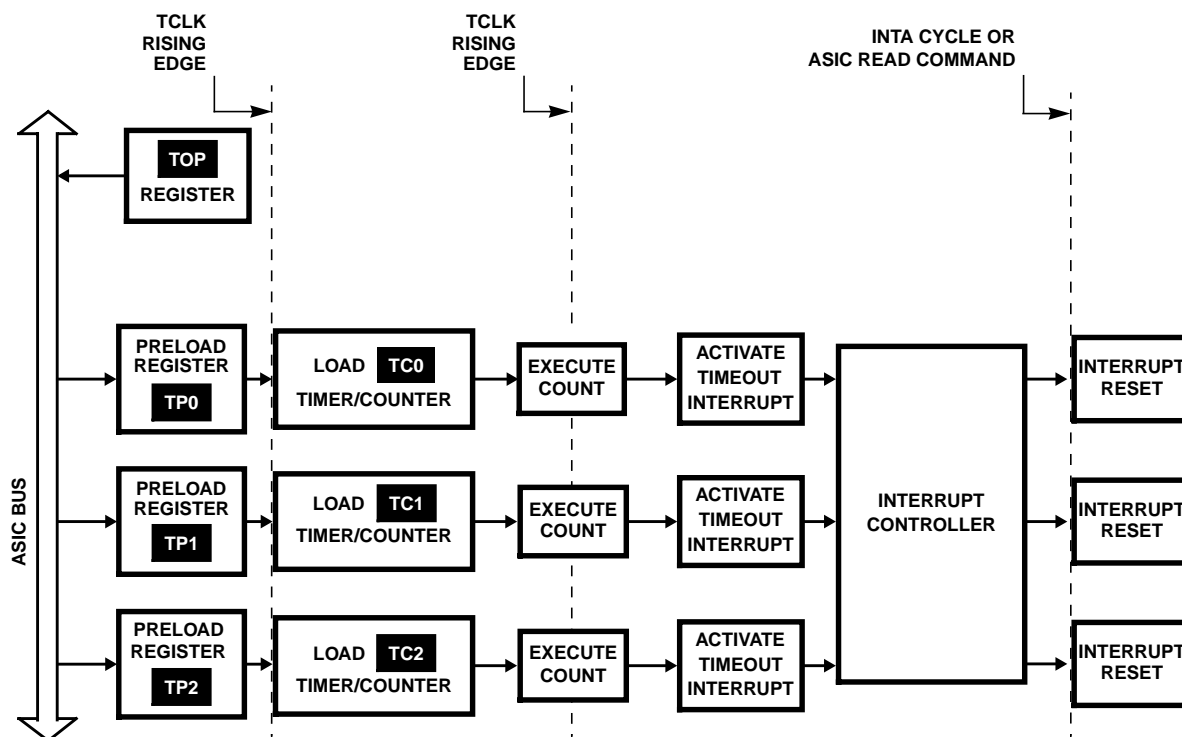 TCLK
RISING
EDGE
TCLK
RISING
EDGE
INTA CYCLE OR
ASIC READ COMMAND
TOP
REGISTER
ASIC BUS
PRELOAD
REGISTER
TP0
LOAD TC0
TIMER/COUNTER
EXECUTE
COUNT
ACTIVATE
TIMEOUT
INTERRUPT
INTERRUPT
RESET
PRELOAD
REGISTER
TP1
LOAD TC1
TIMER/COUNTER
EXECUTE
COUNT
ACTIVATE
TIMEOUT
INTERRUPT
INTERRUPT
CONTROLLER
INTERRUPT
RESET
PRELOAD
REGISTER
TP2
LOAD TC2
TIMER/COUNTER
EXECUTE
COUNT
ACTIVATE
TIMEOUT
INTERRUPT
INTERRUPT
RESET